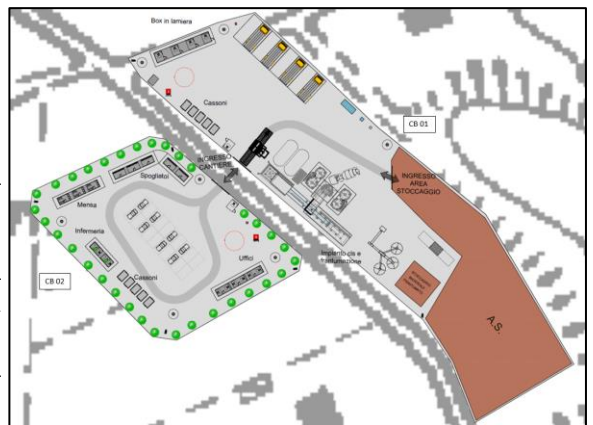 Box in lamiera
Cassoni
CB 01
INGRESSO
CANTIERE
INGRESSO
AREA
STOCCAGGIO
Spogliatoi
Mensa
Infermeria
Cassoni
CB 02
Uffici
Impianto cls e
A.S.